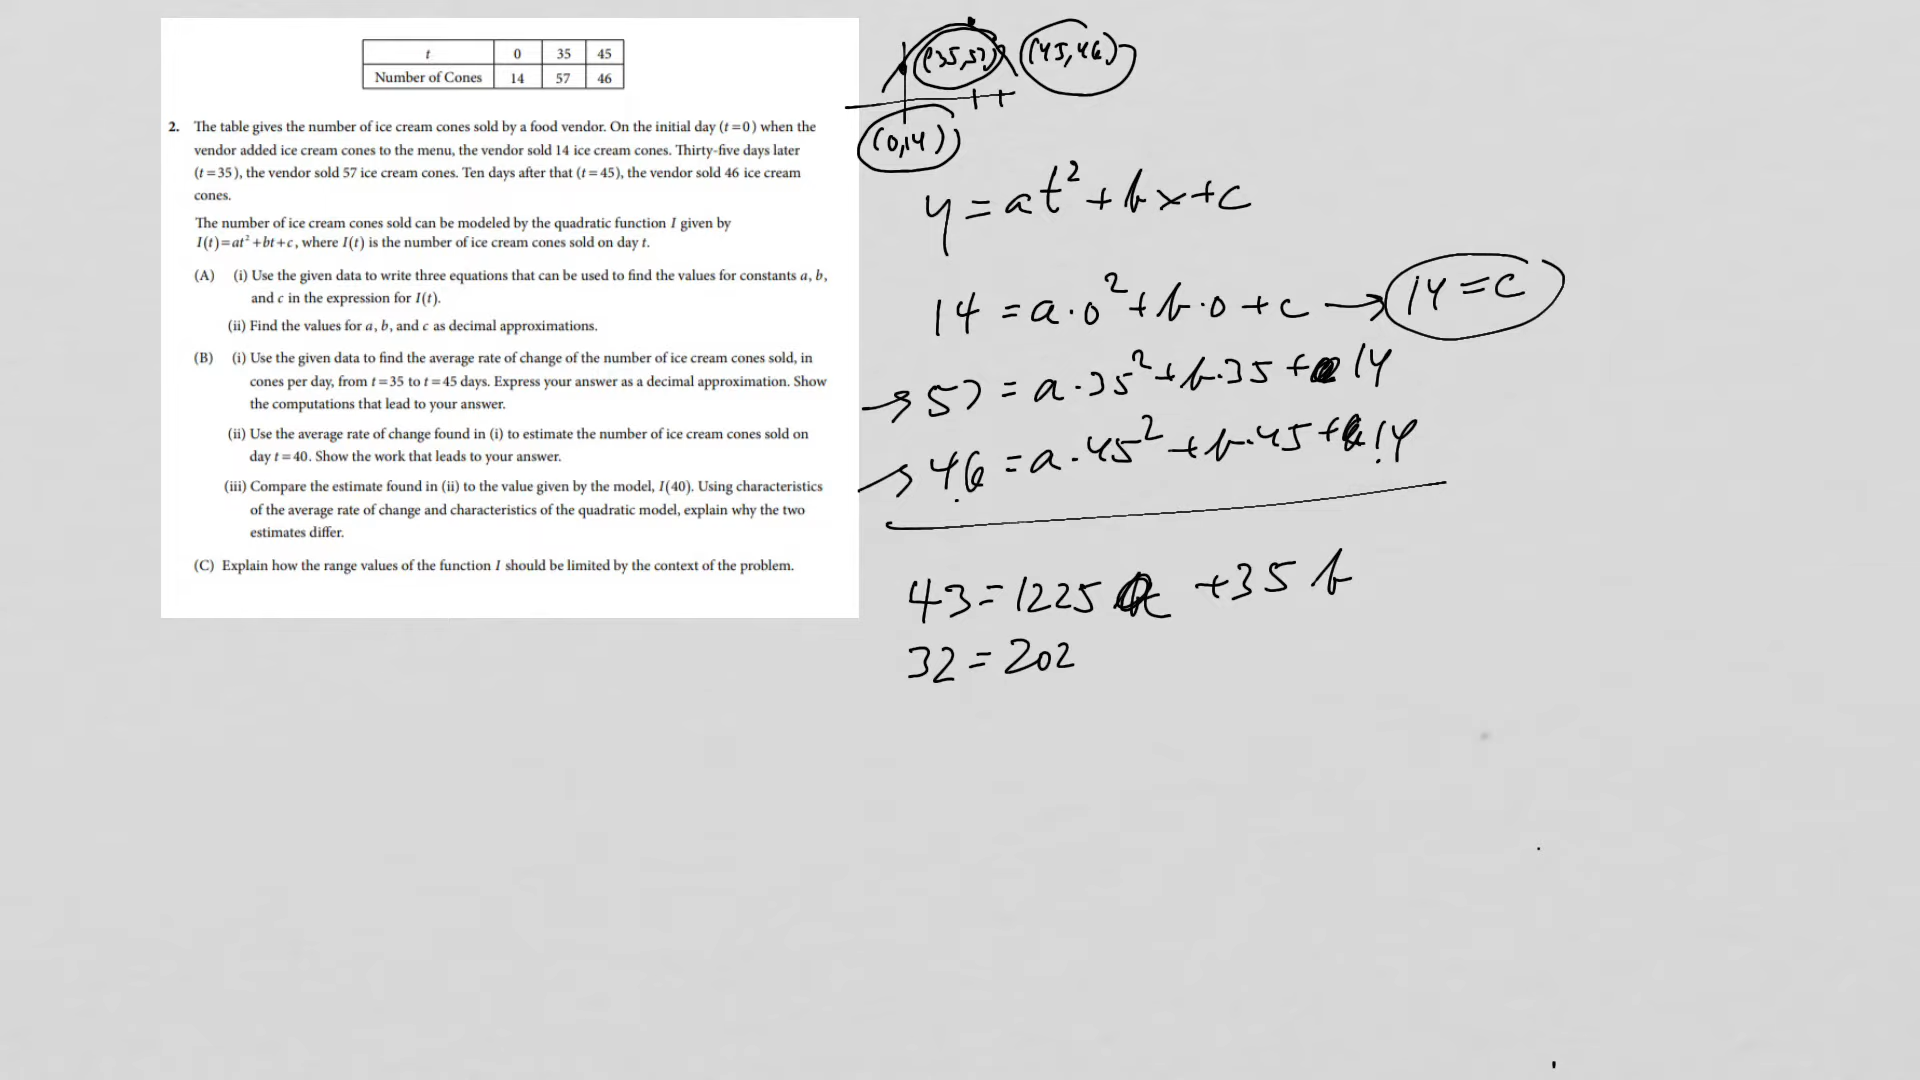 t 0 35 45
Number of Cones 14 57 46
2. The table gives the number of ice cream cones sold by a food vendor. On the initial day (t=0) when the
vendor added ice cream cones to the menu, the vendor sold 14 ice cream cones. Thirty-five days later
(t=35), the vendor sold 57 ice cream cones. Ten days after that (t=45), the vendor sold 46 ice cream
cones.
The number of ice cream cones sold can be modeled by the quadratic function I given by
I(t)=at²+bt+c, where I(t) is the number of ice cream cones sold on day t.
(A) (i) Use the given data to write three equations that can be used to find the values for constants a, b,
and c in the expression for I(t).
(ii) Find the values for a, b, and c as decimal approximations.
(B) (i) Use the given data to find the average rate of change of the number of ice cream cones sold, in
cones per day, from t=35 to t=45 days. Express your answer as a decimal approximation. Show
the computations that lead to your answer.
(ii) Use the average rate of change found in (i) to estimate the number of ice cream cones sold on
day t=40. Show the work that leads to your answer.
(iii) Compare the estimate found in (ii) to the value given by the model, I(40). Using characteristics
of the average rate of change and characteristics of the quadratic model, explain why the two
estimates differ.
(C) Explain how the range values of the function I should be limited by the context of the problem.
(35,57) (45,46)
(0,14)
y=at²+bx+c
14=a·0²+b·0+c → 14=c
→ 57=a·35²+b·35+14
→ 46=a·45²+b·45+14
43=1225a+35b
32=202